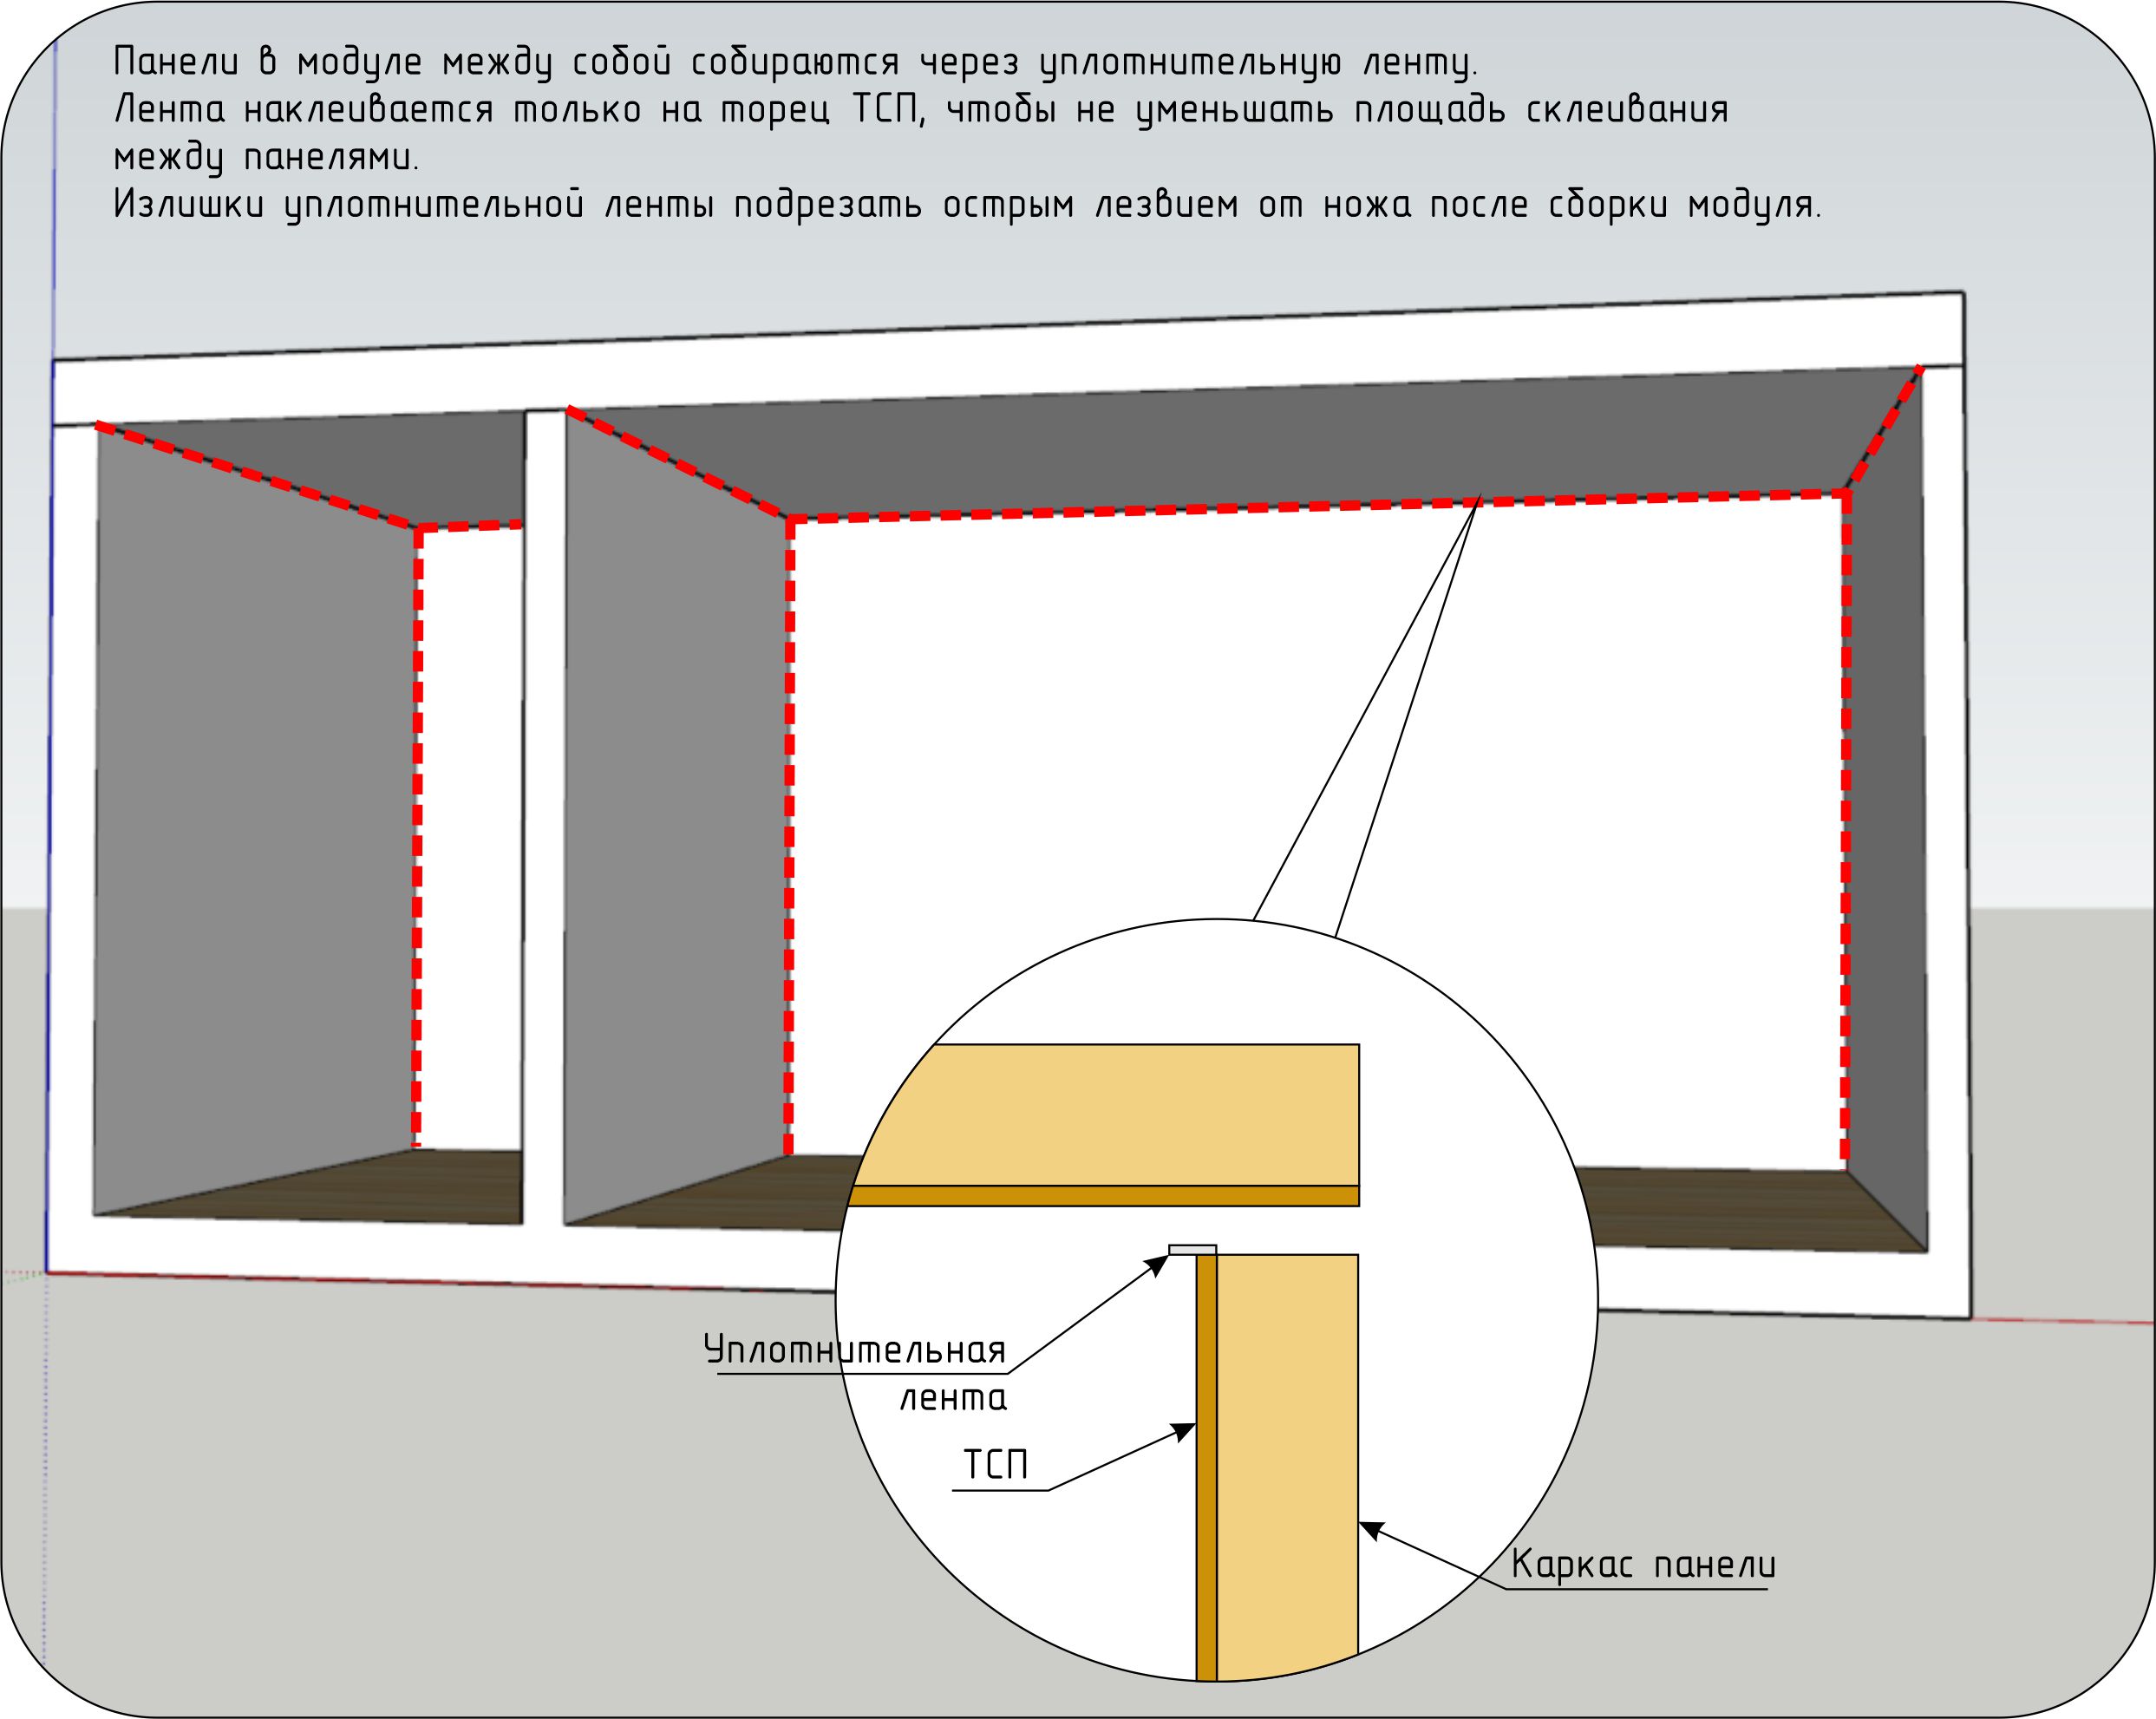 Панели в модуле между собой собираются через уплотнительную ленту.
Лента наклеивается только на торец ТСП, чтобы не уменьшать площадь склеивания
между панелями.
Излишки уплотнительной ленты подрезать острым лезвием от ножа после сборки модуля.
Уплотнительная
лента
ТСП
Каркас панели